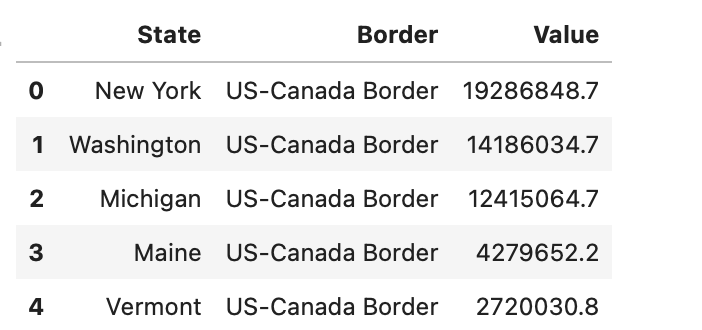 State Border Value
0 New York US-Canada Border 19286848.7
1 Washington US-Canada Border 14186034.7
2 Michigan US-Canada Border 12415064.7
3 Maine US-Canada Border 4279652.2
4 Vermont US-Canada Border 2720030.8